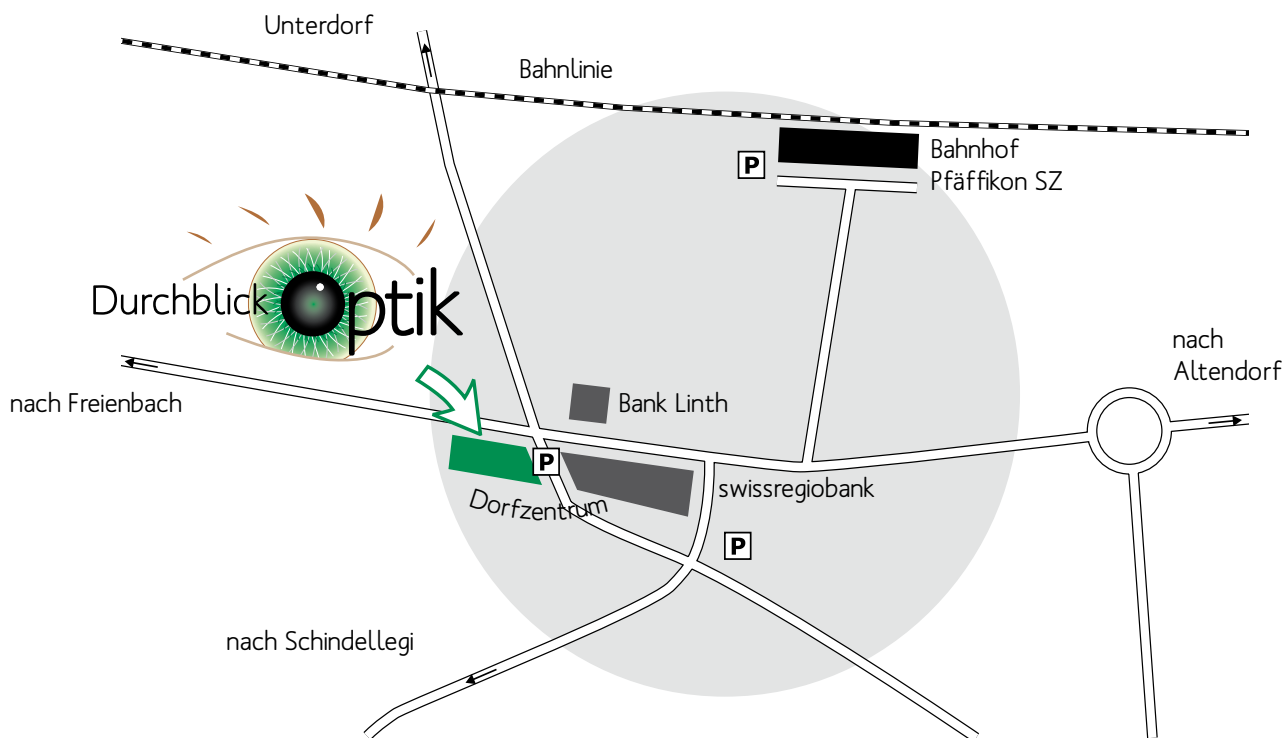 Unterdorf
Bahnlinie
P
Bahnhof
Pfäffikon SZ
Durchblick Optik
nach
Altendorf
nach Freienbach
Bank Linth
P
swissregiobank
Dorfzentrum
P
nach Schindellegi